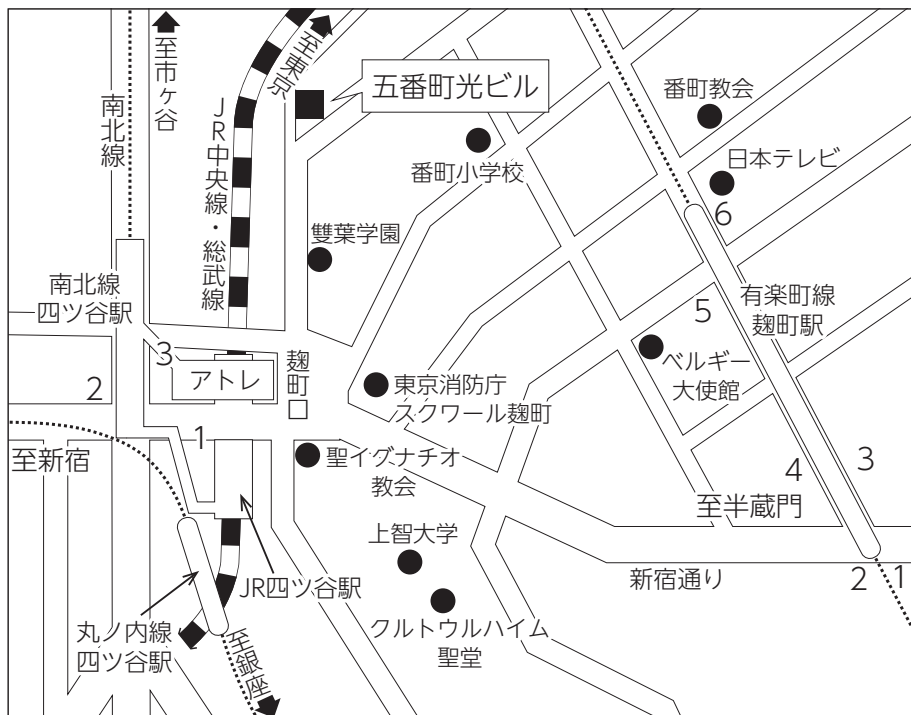 至市ヶ谷
至東京
南北線
JR中央線・総武線
五番町光ビル
番町教会
番町小学校
日本テレビ
6
雙葉学園
南北線
四ツ谷駅
5
有楽町線
麹町駅
3
アトレ
麹町口
2
ベルギー
大使館
東京消防庁
スクワール麹町
1
至新宿
聖イグナチオ
教会
4
3
至半蔵門
上智大学
JR四ツ谷駅
新宿通り
2
1
クルトゥルハイム
聖堂
丸ノ内線
四ツ谷駅
至銀座